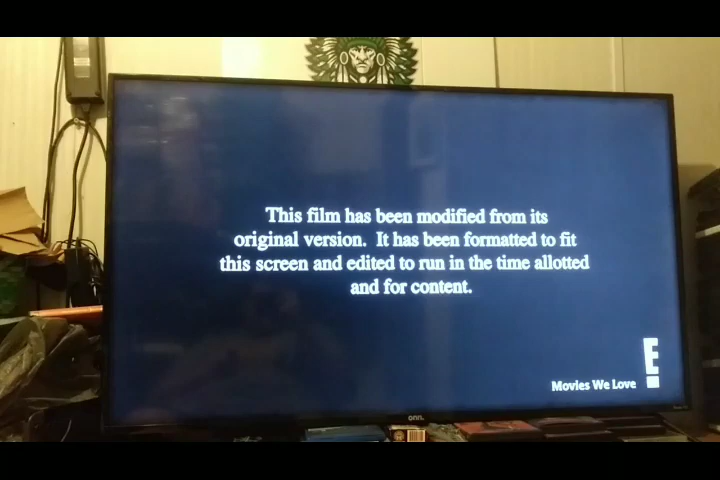 This film has been modified from its
original version. It has been formatted to fit
this screen and edited to run in the time allotted
and for content.
E!
Movies We Love
onn.